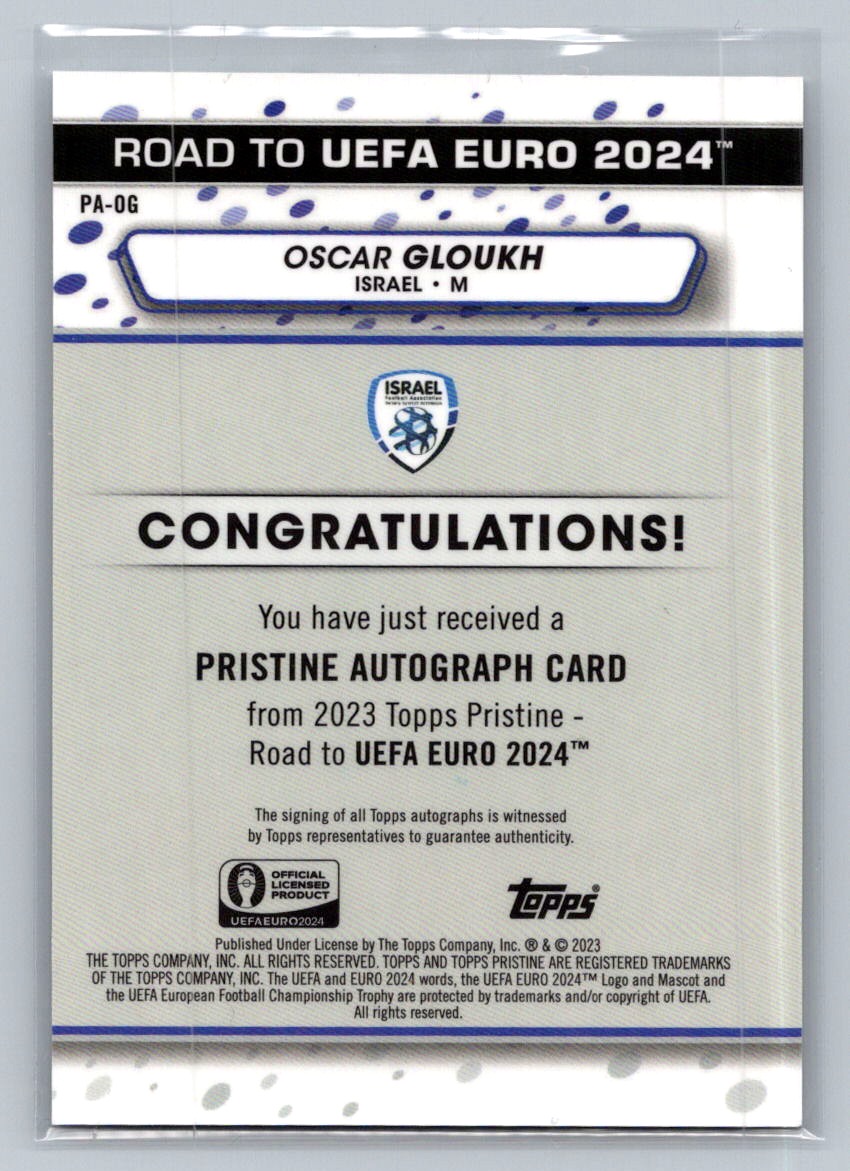 ROAD TO UEFA EURO 2024™
PA-OG
OSCAR GLOUKH
ISRAEL • M
ISRAEL
Football Association
CONGRATULATIONS!
You have just received a
PRISTINE AUTOGRAPH CARD
from 2023 Topps Pristine -
Road to UEFA EURO 2024™
The signing of all Topps autographs is witnessed
by Topps representatives to guarantee authenticity.
OFFICIAL
LICENSED
PRODUCT
UEFAEURO2024
topps®
Published Under License by The Topps Company, Inc. ® & © 2023
THE TOPPS COMPANY, INC. ALL RIGHTS RESERVED. TOPPS AND TOPPS PRISTINE ARE REGISTERED TRADEMARKS
OF THE TOPPS COMPANY, INC. The UEFA and EURO 2024 words, the UEFA EURO 2024™ Logo and Mascot and
the UEFA European Football Championship Trophy are protected by trademarks and/or copyright of UEFA.
All rights reserved.